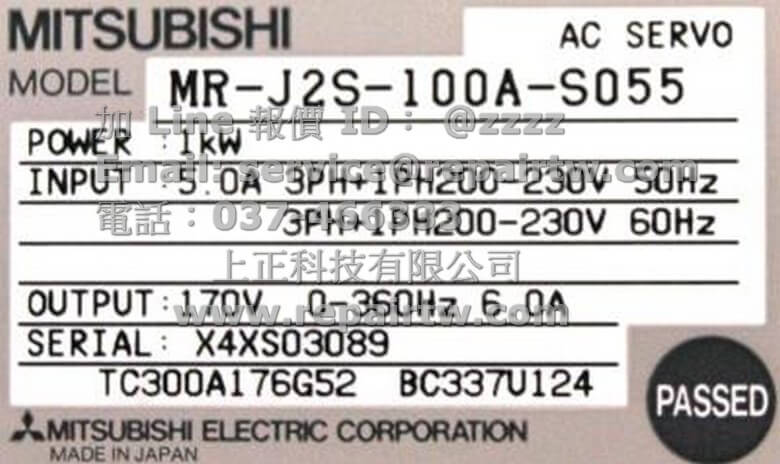 MITSUBISHI
AC SERVO
MODEL MR-J2S-100A-S055
加 Line 報價 ID： @zzzz
POWER : 1kW
Email: service@repairtw.com
INPUT : 5.0A 3PH+1PH200-230V 50Hz
電話：037-466333
3PH+1PH200-230V 60Hz
上正科技有限公司
OUTPUT: 170V 0-360Hz 6.0A
www.repairtw.com
SERIAL: X4XS03089
TC300A176G52 BC337U124
PASSED
MITSUBISHI ELECTRIC CORPORATION
MADE IN JAPAN